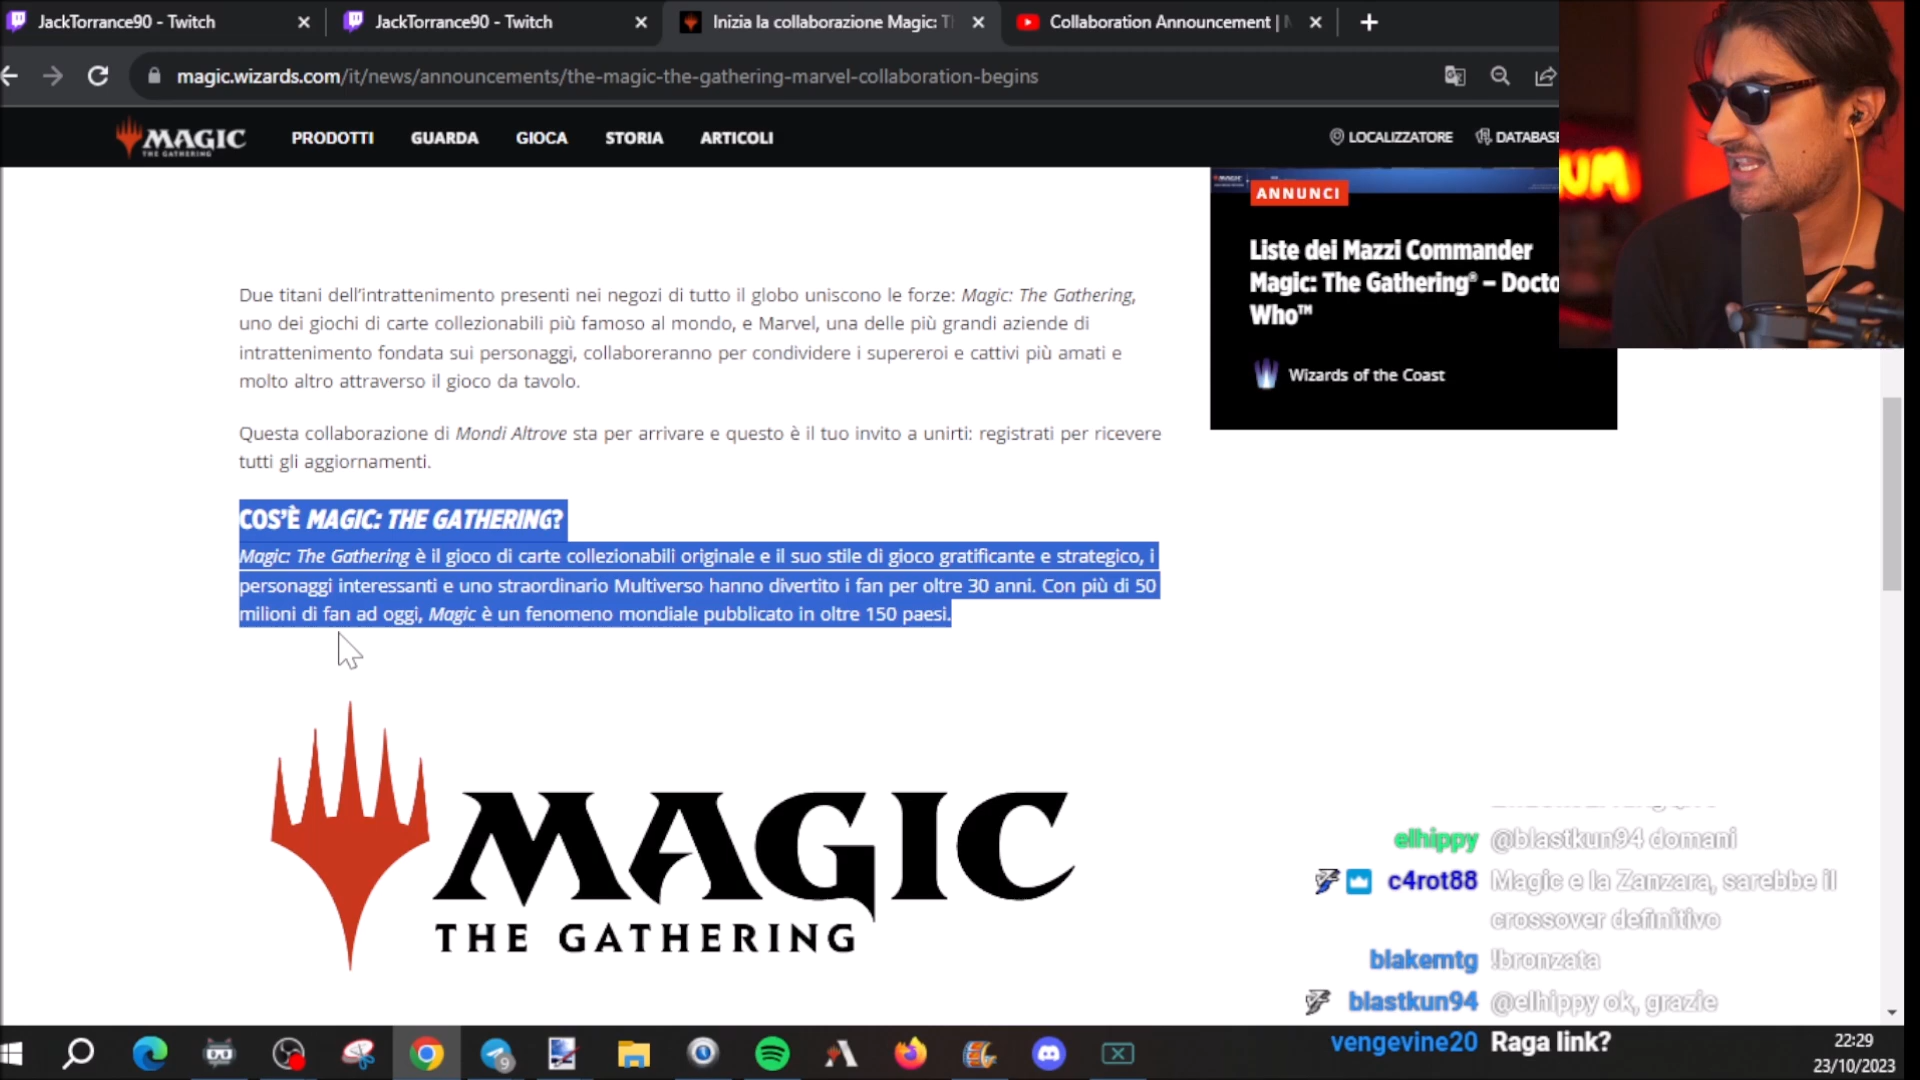 JackTorrance90 - Twitch
JackTorrance90 - Twitch
Inizia la collaborazione Magic: T
Collaboration Announcement |
magic.wizards.com/it/news/announcements/the-magic-the-gathering-marvel-collaboration-begins
MAGIC
THE GATHERING
PRODOTTI
GUARDA
GIOCA
STORIA
ARTICOLI
LOCALIZZATORE
DATABASE
ANNUNCI
Liste dei Mazzi Commander
Magic: The Gathering® – Docto
Who™
Wizards of the Coast
Due titani dell'intrattenimento presenti nei negozi di tutto il globo uniscono le forze: Magic: The Gathering,
uno dei giochi di carte collezionabili più famoso al mondo, e Marvel, una delle più grandi aziende di
intrattenimento fondata sui personaggi, collaboreranno per condividere i supereroi e cattivi più amati e
molto altro attraverso il gioco da tavolo.
Questa collaborazione di Mondi Altrove sta per arrivare e questo è il tuo invito a unirti: registrati per ricevere
tutti gli aggiornamenti.
COS'È MAGIC: THE GATHERING?
Magic: The Gathering è il gioco di carte collezionabili originale e il suo stile di gioco gratificante e strategico, i
personaggi interessanti e uno straordinario Multiverso hanno divertito i fan per oltre 30 anni. Con più di 50
milioni di fan ad oggi, Magic è un fenomeno mondiale pubblicato in oltre 150 paesi.
MAGIC
THE GATHERING
elhippy @blastkun94 domani
c4rot88 Magic e la Zanzara, sarebbe il
crossover definitivo
blakemtg !bronzata
blastkun94 @elhippy ok, grazie
vengevine20 Raga link?
22:29
23/10/2023